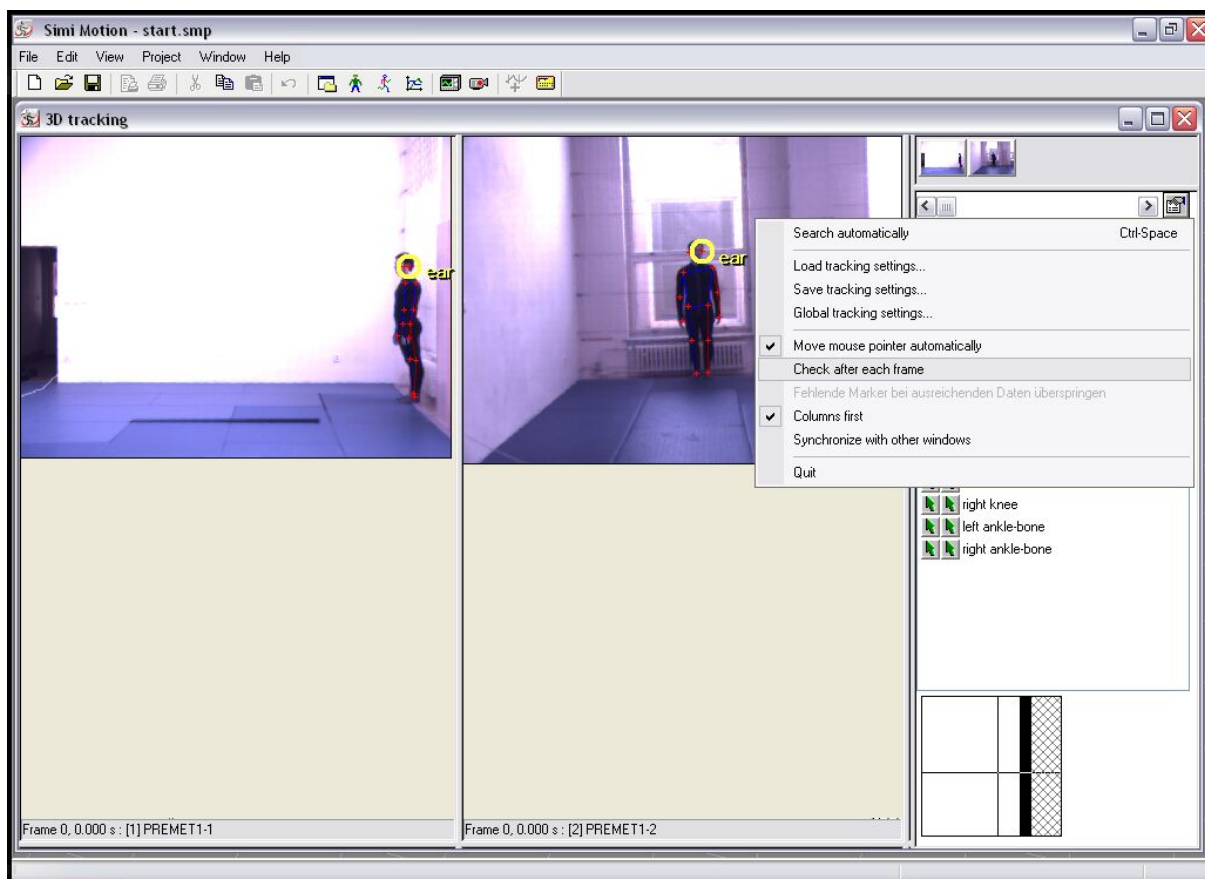 Simi Motion - start.smp
File Edit View Project Window Help
3D tracking
ear
ear
Search automatically Ctrl-Space
Load tracking settings...
Save tracking settings...
Global tracking settings...
Move mouse pointer automatically
Check after each frame
Fehlende Marker bei ausreichenden Daten überspringen
Columns first
Synchronize with other windows
Quit
right knee
left ankle-bone
right ankle-bone
Frame 0, 0.000 s : [1] PREMET1-1
Frame 0, 0.000 s : [2] PREMET1-2